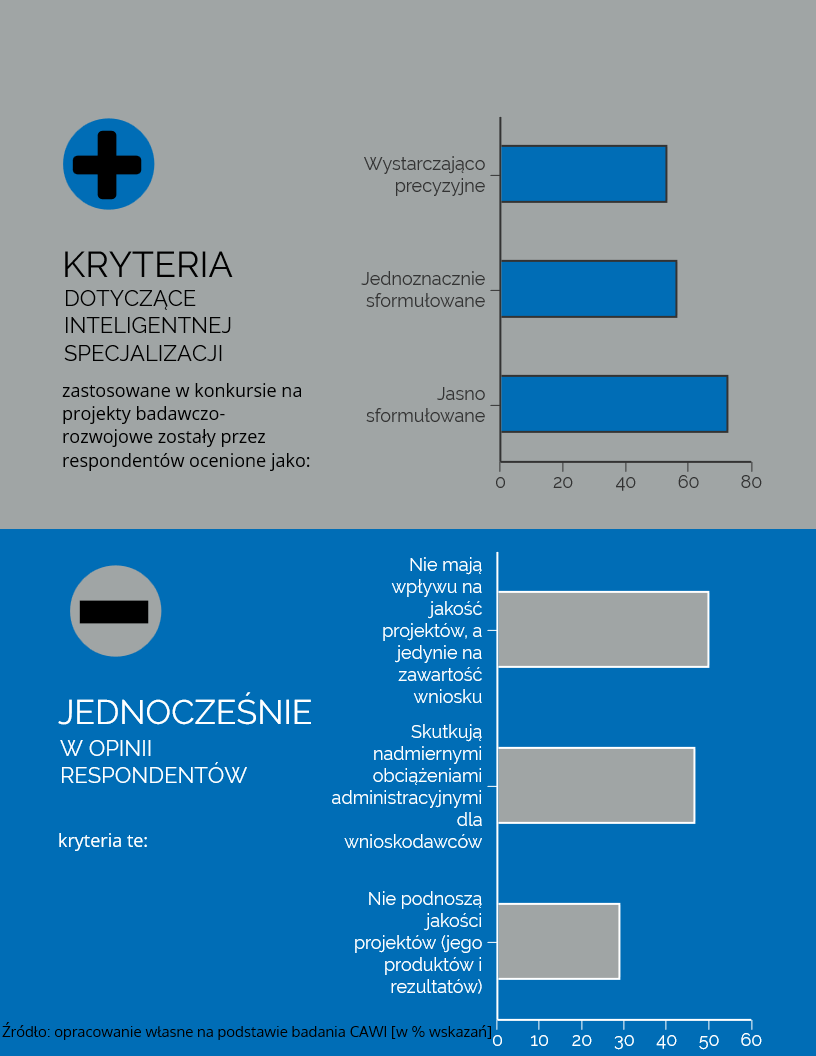 KRYTERIA
DOTYCZĄCE
INTELIGENTNEJ
SPECJALIZACJI
zastosowane w konkursie na
projekty badawczo-
rozwojowe zostały przez
respondentów ocenione jako:
Wystarczająco
precyzyjne
Jednoznacznie
sformułowane
Jasno
sformułowane
0 20 40 60 80
JEDNOCZEŚNIE
W OPINII
RESPONDENTÓW
kryteria te:
Nie mają
wpływu na
jakość
projektów, a
jedynie na
zawartość
wniosku
Skutkują
nadmiernymi
obciążeniami
administracyjnymi
dla
wnioskodawców
Nie podnoszą
jakości
projektów (jego
produktów i
rezultatów)
0 10 20 30 40 50 60
Źródło: opracowanie własne na podstawie badania CAWI [w % wskazań]